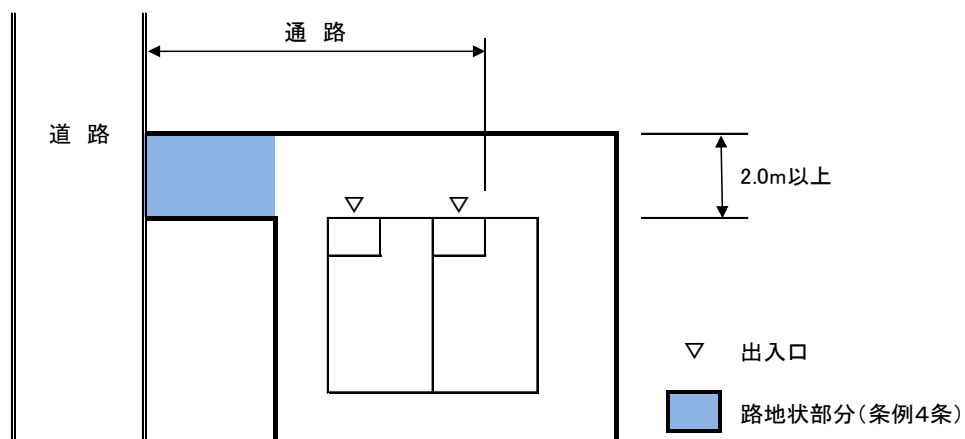 通 路
道 路
2.0m以上
出入口
路地状部分(条例4条)